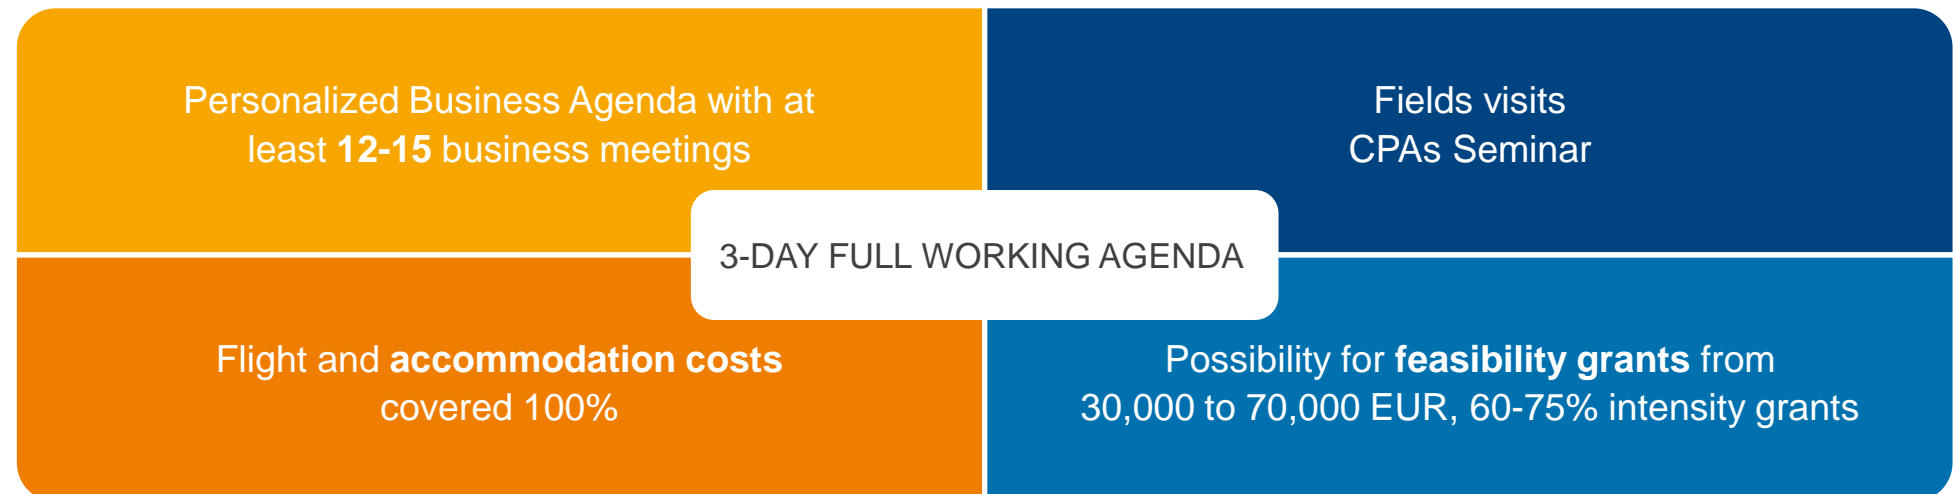 Personalized Business Agenda with at
least 12-15 business meetings
Fields visits
CPAs Seminar
3-DAY FULL WORKING AGENDA
Flight and accommodation costs
covered 100%
Possibility for feasibility grants from
30,000 to 70,000 EUR, 60-75% intensity grants